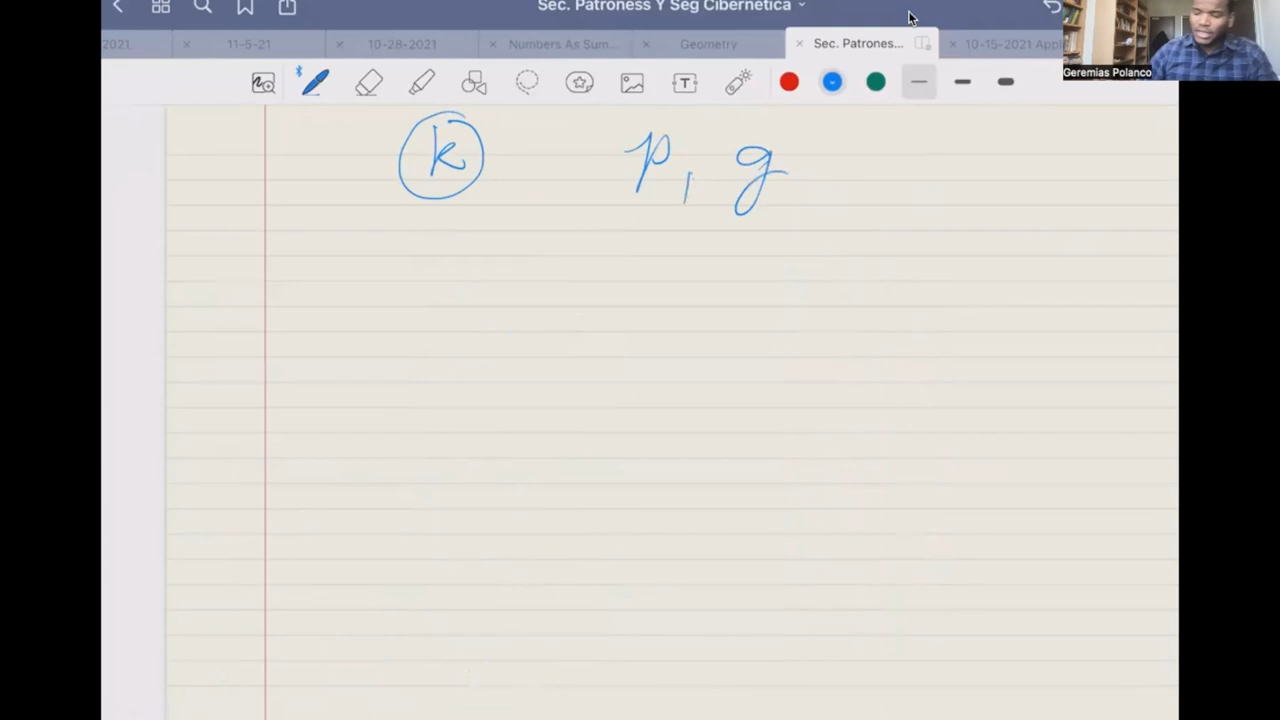 Sec. Patroness Y Seg Cibernetica
2021
11-5-21
10-28-2021
Numbers As Sum...
Geometry
Sec. Patrones...
10-15-2021 Appl
T
Geremias Polanco
k p, g